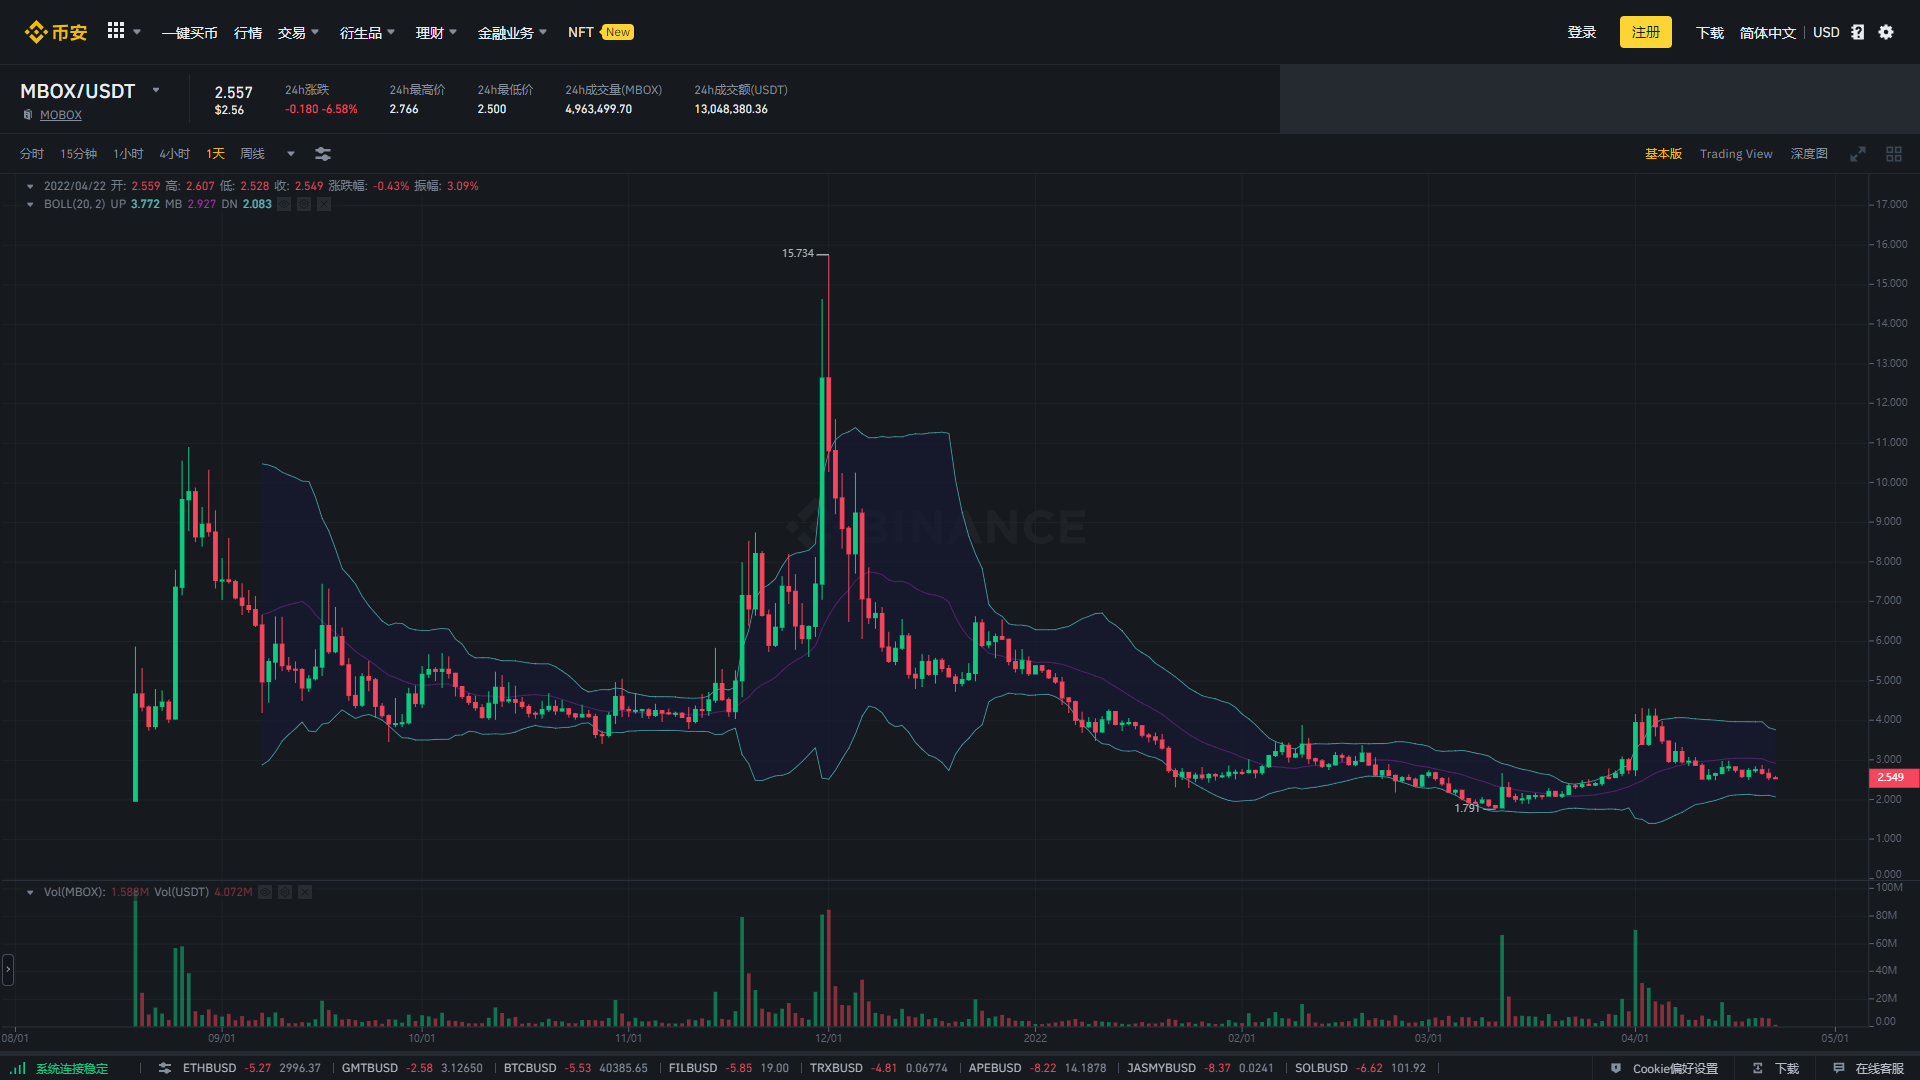 币安 一键买币 行情 交易 衍生品 理财 金融业务 NFT New 登录 注册 下载 简体中文 USD
MBOX/USDT
MOBOX
2.557
$2.56
24h涨跌
-0.180 -6.58%
24h最高价
2.766
24h最低价
2.500
24h成交量(MBOX)
4,963,499.70
24h成交额(USDT)
13,048,380.36
分时 15分钟 1小时 4小时 1天 周线 基本版 Trading View 深度图
2022/04/22 开: 2.559 高: 2.607 低: 2.528 收: 2.549 涨跌幅: -0.43% 振幅: 3.09%
BOLL(20, 2) UP 3.772 MB 2.927 DN 2.083
17.000
16.000
15.734
15.000
14.000
13.000
12.000
11.000
10.000
9.000
BINANCE
8.000
7.000
6.000
5.000
4.000
3.000
2.549
2.000
1.791
1.000
0.000
Vol(MBOX): 1.588M Vol(USDT) 4.072M
100M
80M
60M
40M
20M
0.00
08/01 09/01 10/01 11/01 12/01 2022 02/01 03/01 04/01 05/01
系统连接稳定 ETHBUSD -5.27 2996.37 GMTBUSD -2.58 3.12650 BTCBUSD -5.53 40385.65 FILBUSD -5.85 19.00 TRXBUSD -4.81 0.06774 APEBUSD -8.22 14.1878 JASMYBUSD -8.37 0.0241 SOLBUSD -6.62 101.92 Cookie偏好设置 下载 在线客服